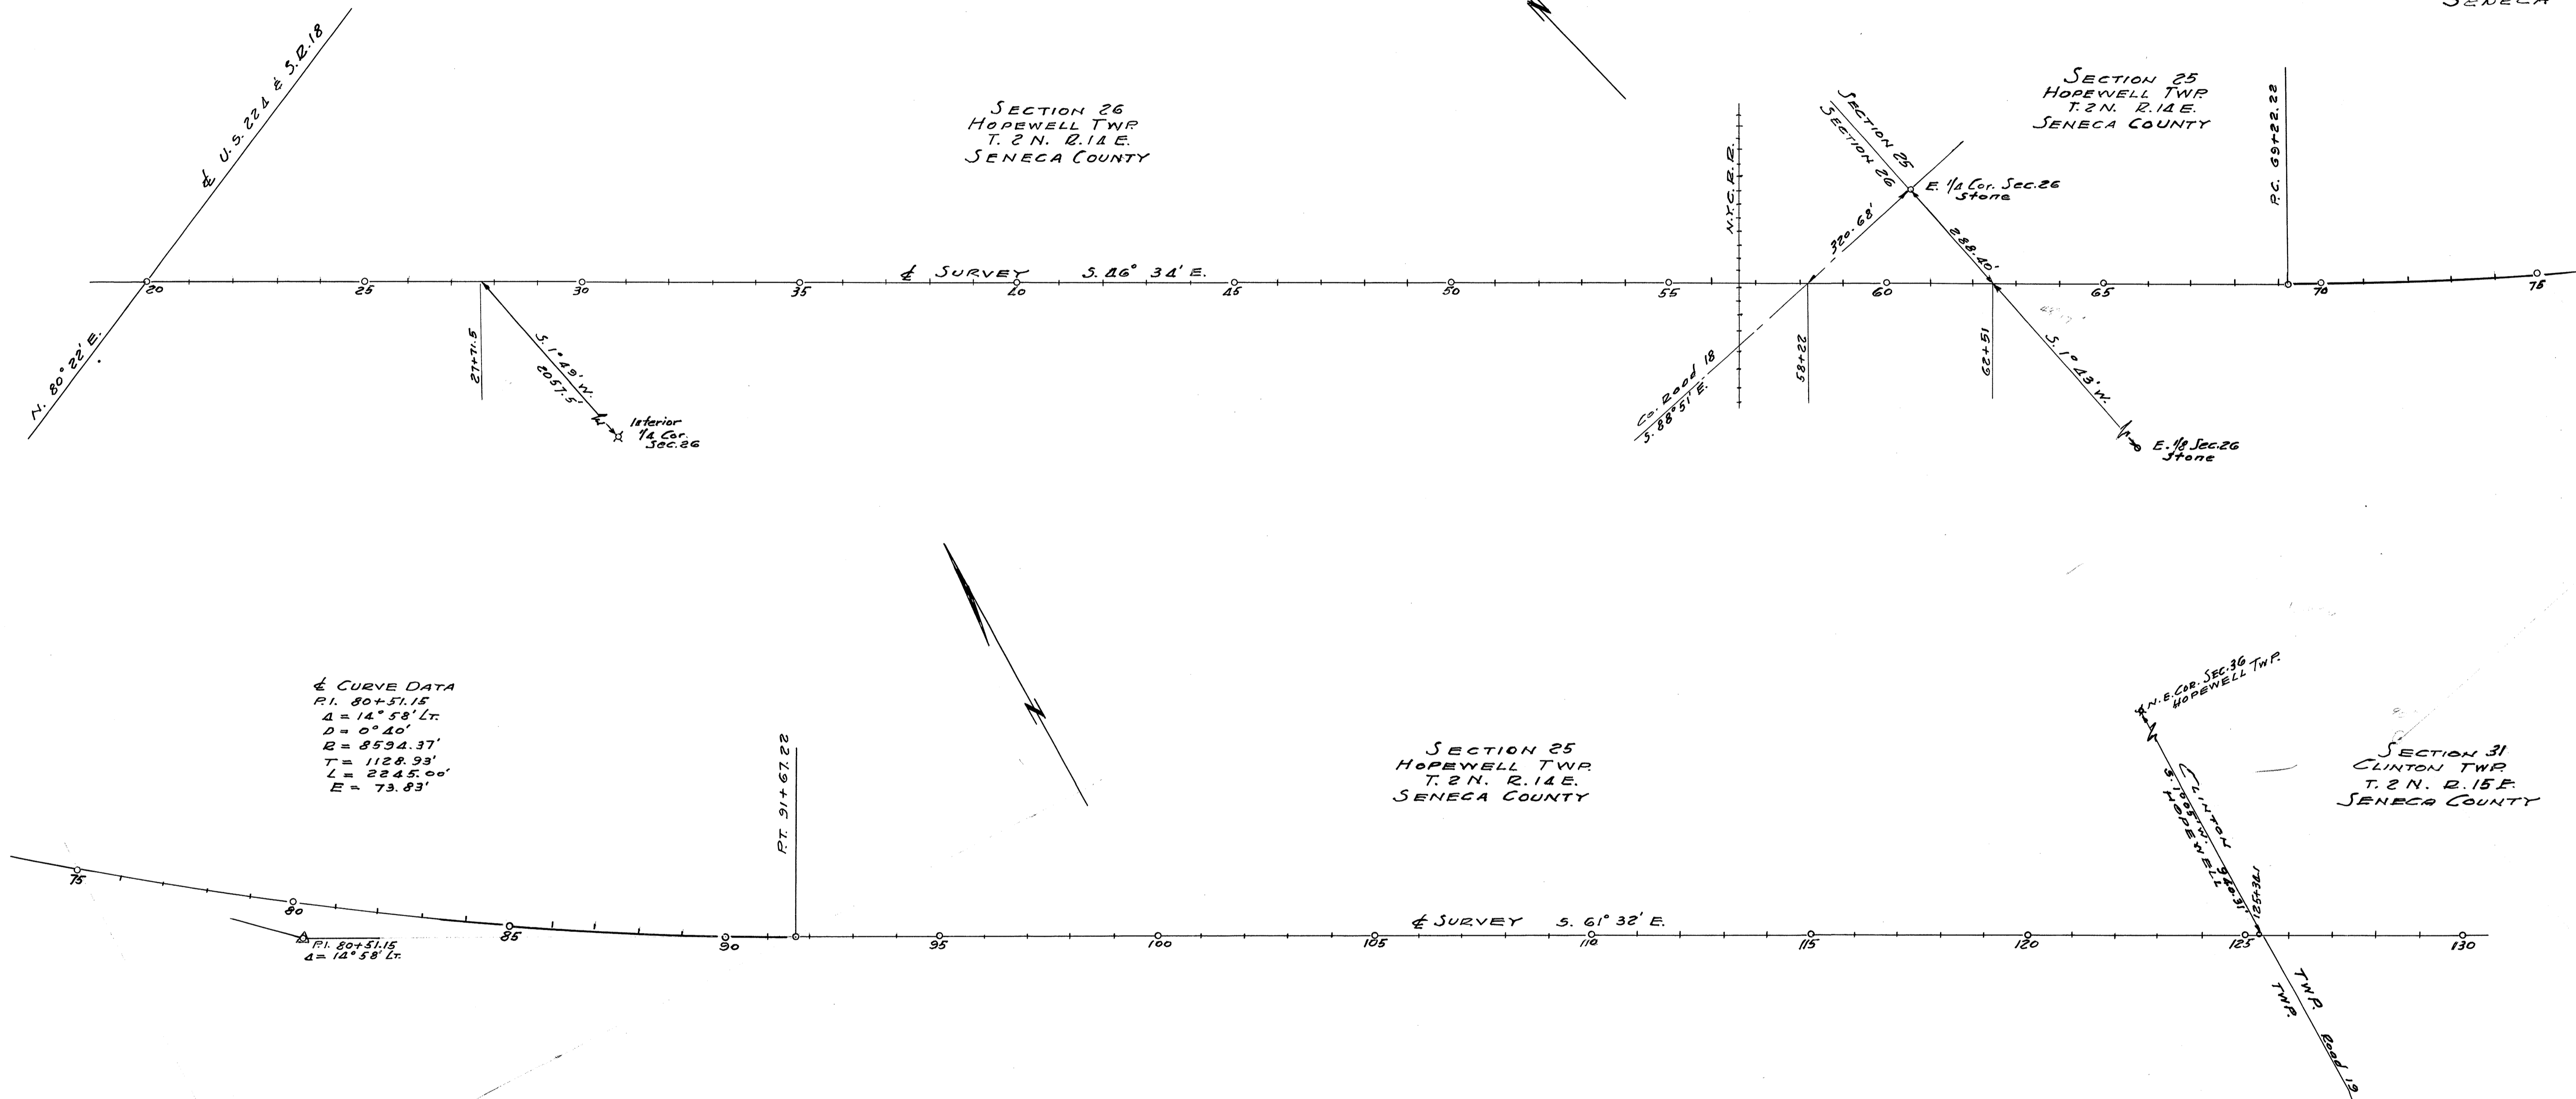 SENECA
℄ U.S. 224 & S.R. 18
N. 80° 22' E.
SECTION 26
HOPEWELL TWP.
T. 2 N. R. 14 E.
SENECA COUNTY
N
SECTION 25
HOPEWELL TWP.
T. 2 N. R. 14 E.
SENECA COUNTY
SECTION 25
SECTION 26
N.Y.C.R.R.
E. 1/4 Cor. Sec. 26
Stone
P.C. 69+22.22
320.68'
288.40'
℄ SURVEY S. 46° 34' E.
20 25 30 35 40 45 50 55 60 65 70 75
27+71.5
S. 1° 49' W.
2057.5'
Interior
1/4 Cor.
Sec. 26
Co. Road 18
S. 88° 51' E.
58+22
62+51
S. 1° 43' W.
E. 1/8 Sec. 26
Stone
℄ CURVE DATA
P.I. 80+51.15
Δ = 14° 58' LT.
D = 0° 40'
R = 8594.37'
T = 1128.93'
L = 2245.00'
E = 73.83'
P.T. 91+67.22
N
SECTION 25
HOPEWELL TWP.
T. 2 N. R. 14 E.
SENECA COUNTY
N.E. COR. SEC. 36
HOPEWELL TWP.
SECTION 31
CLINTON TWP.
T. 2 N. R. 15 E.
SENECA COUNTY
CLINTON TWP.
940.31'
HOPEWELL TWP.
125+34.1
℄ SURVEY S. 61° 32' E.
75 80 85 90 95 100 105 110 115 120 125 130
P.I. 80+51.15
Δ = 14° 58' LT.
Road 19